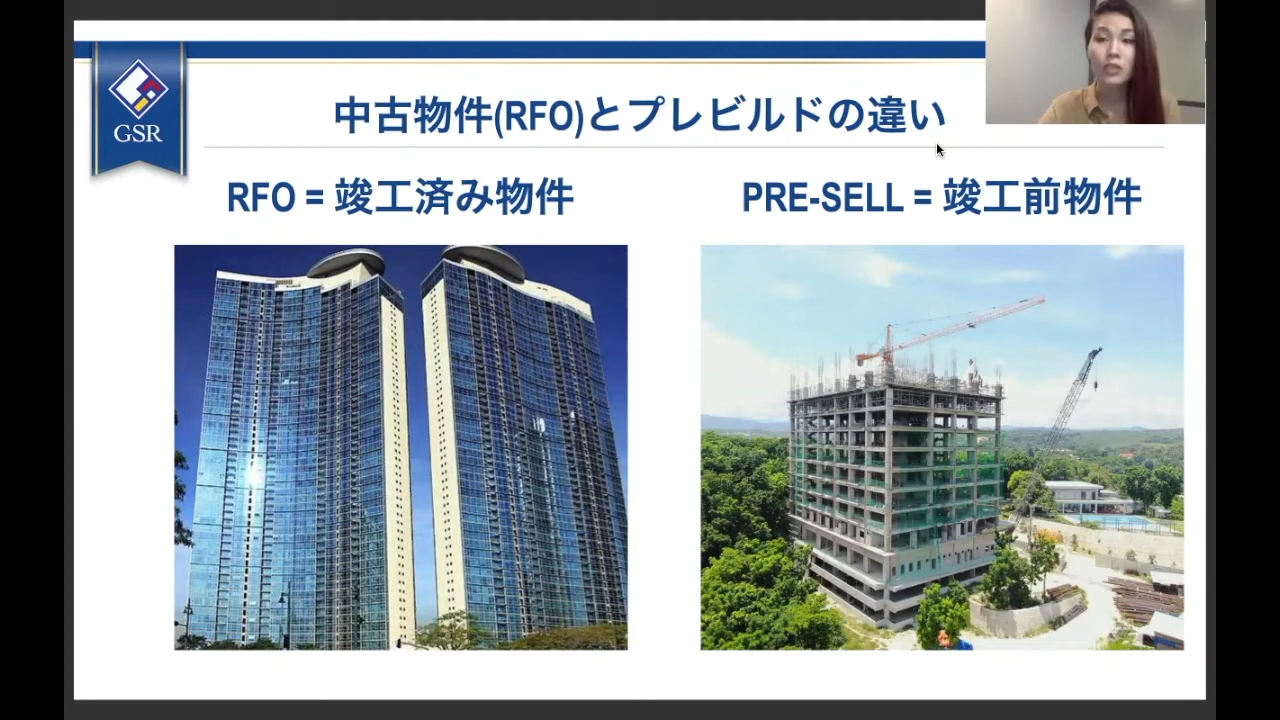 GSR
中古物件(RFO)とプレビルドの違い
RFO = 竣工済み物件
PRE-SELL = 竣工前物件